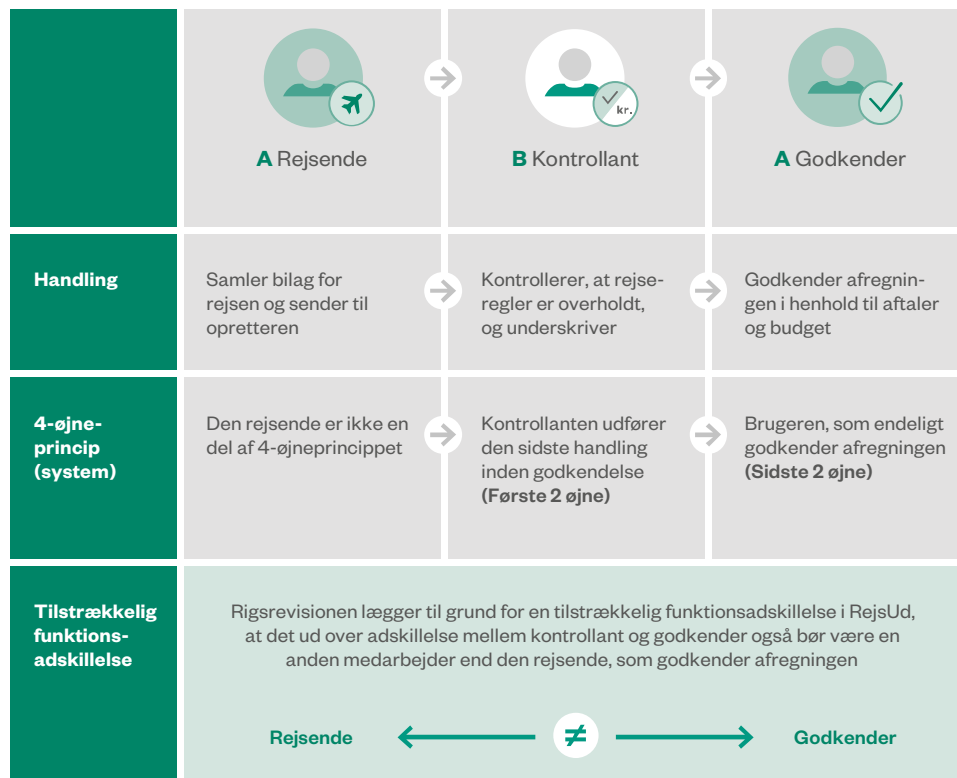 kr.
A Rejsende
B Kontrollant
A Godkender
Handling
Samler bilag for
rejsen og sender til
opretteren
Kontrollerer, at rejse-
regler er overholdt,
og underskriver
Godkender afregnin-
gen i henhold til aftaler
og budget
4-øjne-
princip
(system)
Den rejsende er ikke en
del af 4-øjneprincippet
Kontrollanten udfører
den sidste handling
inden godkendelse
(Første 2 øjne)
Brugeren, som endeligt
godkender afregningen
(Sidste 2 øjne)
Tilstrækkelig
funktions-
adskillelse
Rigsrevisionen lægger til grund for en tilstrækkelig funktionsadskillelse i RejsUd,
at det ud over adskillelse mellem kontrollant og godkender også bør være en
anden medarbejder end den rejsende, som godkender afregningen
Rejsende
≠
Godkender